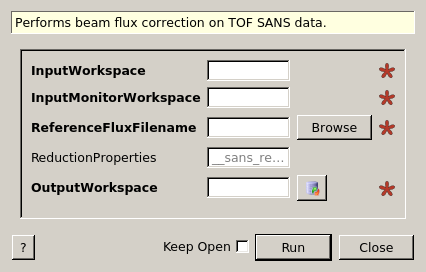 Performs beam flux correction on TOF SANS data.
InputWorkspace
InputMonitorWorkspace
ReferenceFluxFilename Browse
ReductionProperties __sans_re...
OutputWorkspace
? Keep Open Run Close